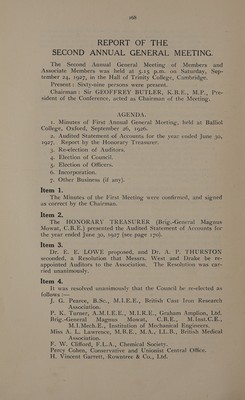 168
REPORT OF THE
SECOND ANNUAL GENERAL MEETING.
The Second Annual General Meeting of Members and
Associate Members was held at 5.15 p.m. on Saturday, Sep-
tember 24, 1927, in the Hall of Trinity College, Cambridge.
Present: Sixty-nine persons were present.
Chairman: Sir GEOFFREY BUTLER, K.B.E., M.P., Pre-
sident of the Conference, acted as Chairman of the Meeting.
AGENDA.
1. Minutes of First Annual General Meeting, held at Balliol
College, Oxford, September 26, 1926.
2. Audited Statement of Accounts for the year ended June 30,
1927. Report by the Honorary Treasurer.
3. Re-election of Auditors.
4. Election of Council.
5. Election of Officers.
6. Incorporation.
7. Other Business (if any).
Item 1.
The Minutes of the First Meeting were confirmed, and signed
as correct by the Chairman.
Item 2.
The HONORARY TREASURER (Brig.-General Magnus
Mowat, C.B.E.) presented the Audited Statement of Accounts for
the year ended June 30, 1927 (see page 179).
Item 3.
Dr. E. E. LOWE proposed, and Dr. A. P. THURSTON
seconded, a Resolution that Messrs. West and Drake be re-
appointed Auditors to the Association. The Resolution was car-
ried unanimously.
Item 4.
It was resolved unanimously that the Council be re-elected as
follows:—
J. G. Pearce, B.Sc., M.I.E.E., British Cast Iron Research
Association.
P. K. Turner, A.M.I.E.E., M.I.R.E., Graham Amplion, Ltd.
Brig.-General Magnus Mowat, C.B.E., M.Inst.C.E.,
M.I.Mech.E., Institution of Mechanical Engineers.
Miss A. L. Lawrence, M.B.E., M.A., LL.B., British Medical
Association.
F. W. Clifford, F.L.A., Chemical Society.
Percy Cohen, Conservative and Unionist Central Office.
H. Vincent Garrett, Rowntree & Co., Ltd.